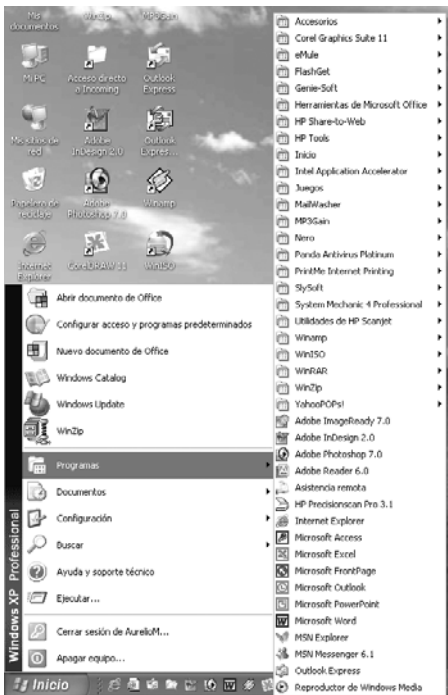 Mis documentos
WinZip
MP3Gain
Mi PC
Acceso directo a Incoming
Outlook Express
Mis sitios de red
Adobe InDesign 2.0
Outlook Expres...
Papelera de reciclaje
Adobe Photoshop 7.0
Winamp
Internet Explorer
CorelDRAW 11
WinISO
Abrir documento de Office
Configurar acceso y programas predeterminados
Nuevo documento de Office
Windows Catalog
Windows Update
WinZip
Programas
Documentos
Configuración
Buscar
Ayuda y soporte técnico
Ejecutar...
Cerrar sesión de AurelioM...
Apagar equipo...
Windows XP Professional
Inicio
Accesorios
Corel Graphics Suite 11
eMule
FlashGet
Genie-Soft
Herramientas de Microsoft Office
HP Share-to-Web
HP Tools
Inicio
Intel Application Accelerator
Juegos
MailWasher
MP3Gain
Nero
Panda Antivirus Platinum
PrintMe Internet Printing
SlySoft
System Mechanic 4 Professional
Utilidades de HP Scanjet
Winamp
WinISO
WinRAR
WinZip
YahooPOPs!
Adobe ImageReady 7.0
Adobe InDesign 2.0
Adobe Photoshop 7.0
Adobe Reader 6.0
Asistencia remota
HP Precisionscan Pro 3.1
Internet Explorer
Microsoft Access
Microsoft Excel
Microsoft FrontPage
Microsoft Outlook
Microsoft PowerPoint
Microsoft Word
MSN Explorer
MSN Messenger 6.1
Outlook Express
Reproductor de Windows Media